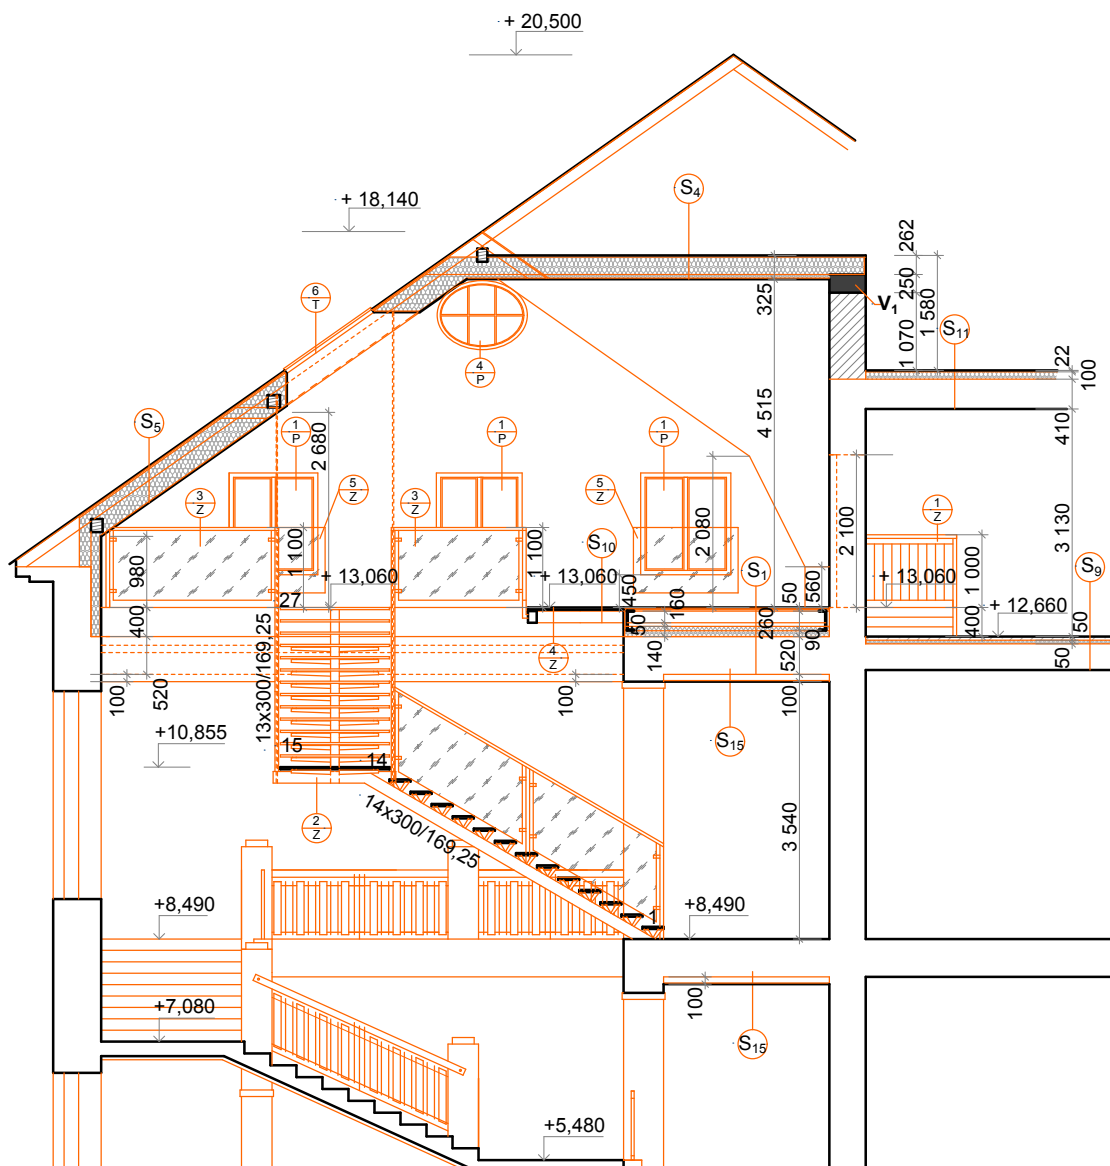 + 20,500
+ 18,140
S4
262
250
1 580
1 070
V1
S11
22
100
6
T
325
4
P
4 515
410
S5
1
P
2 680
1
P
1
P
3
Z
5
Z
3
Z
5
Z
2 080
2 100
1
Z
3 130
1 100
1 100
S10
S1
S9
980
+ 13,060
+ 13,060
450
160
50
560
+ 13,060
1 000
27
400
50
260
90
400
+ 12,660
50
50
13x300/169,25
4
Z
140
520
100
520
100
100
+10,855
15
14
S15
2
Z
14x300/169,25
3 540
+8,490
1
+8,490
+7,080
100
S15
+5,480